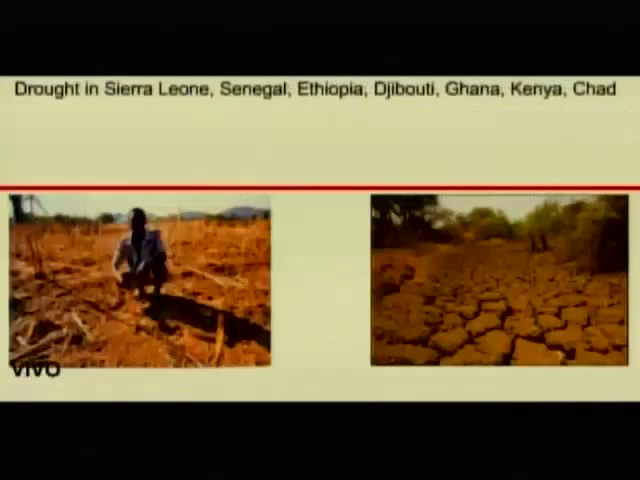 Drought in Sierra Leone, Senegal, Ethiopia, Djibouti, Ghana, Kenya, Chad
VIVO